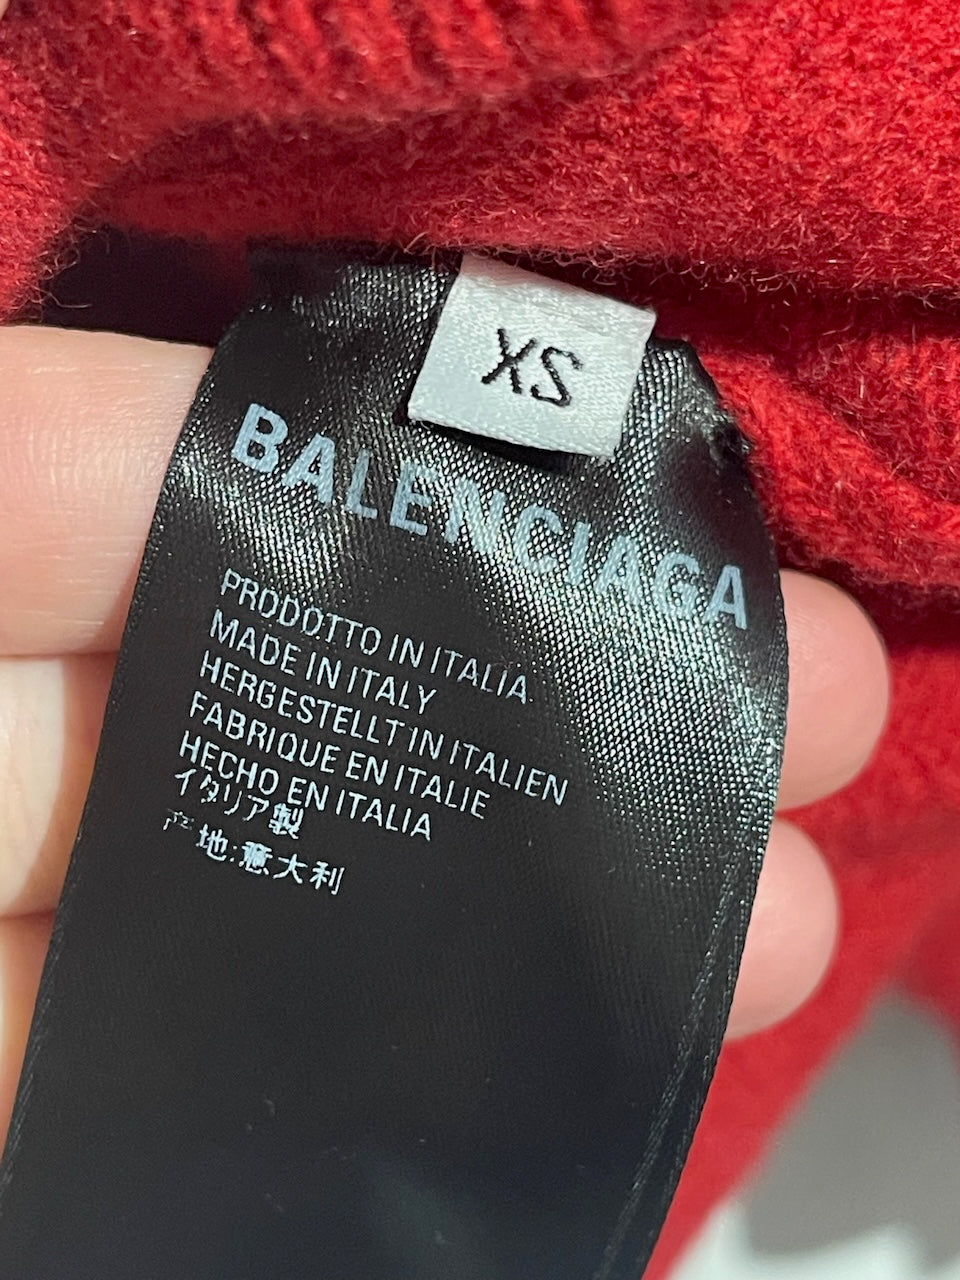 XS
BALENCIAGA
PRODOTTO IN ITALIA
MADE IN ITALY
HERGESTELLT IN ITALIEN
FABRIQUE EN ITALIE
HECHO EN ITALIA
イタリア製
产地:意大利